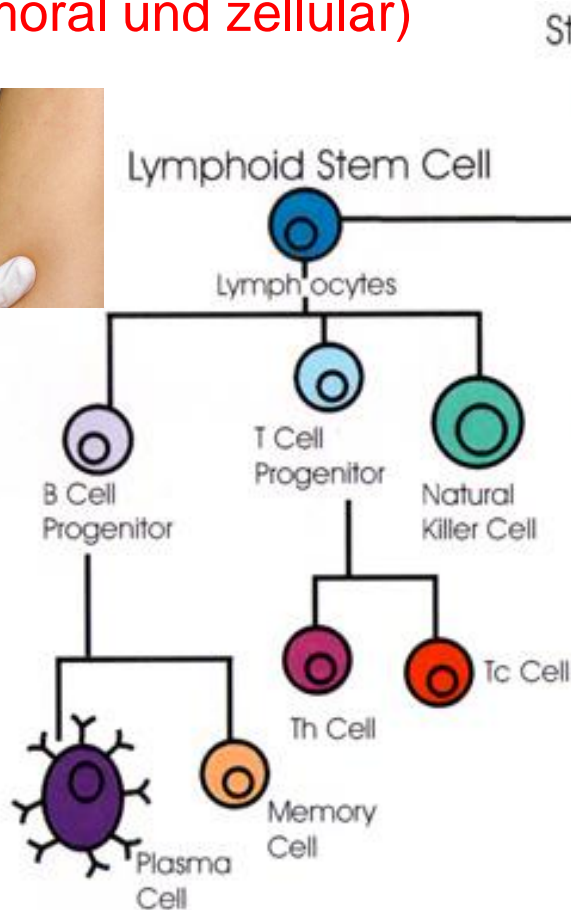 moral und zellular)
St
Lymphoid Stem Cell
Lymphocytes
T Cell
Progenitor
B Cell
Progenitor
Natural
Killer Cell
Tc Cell
Th Cell
Memory
Cell
Plasma
Cell